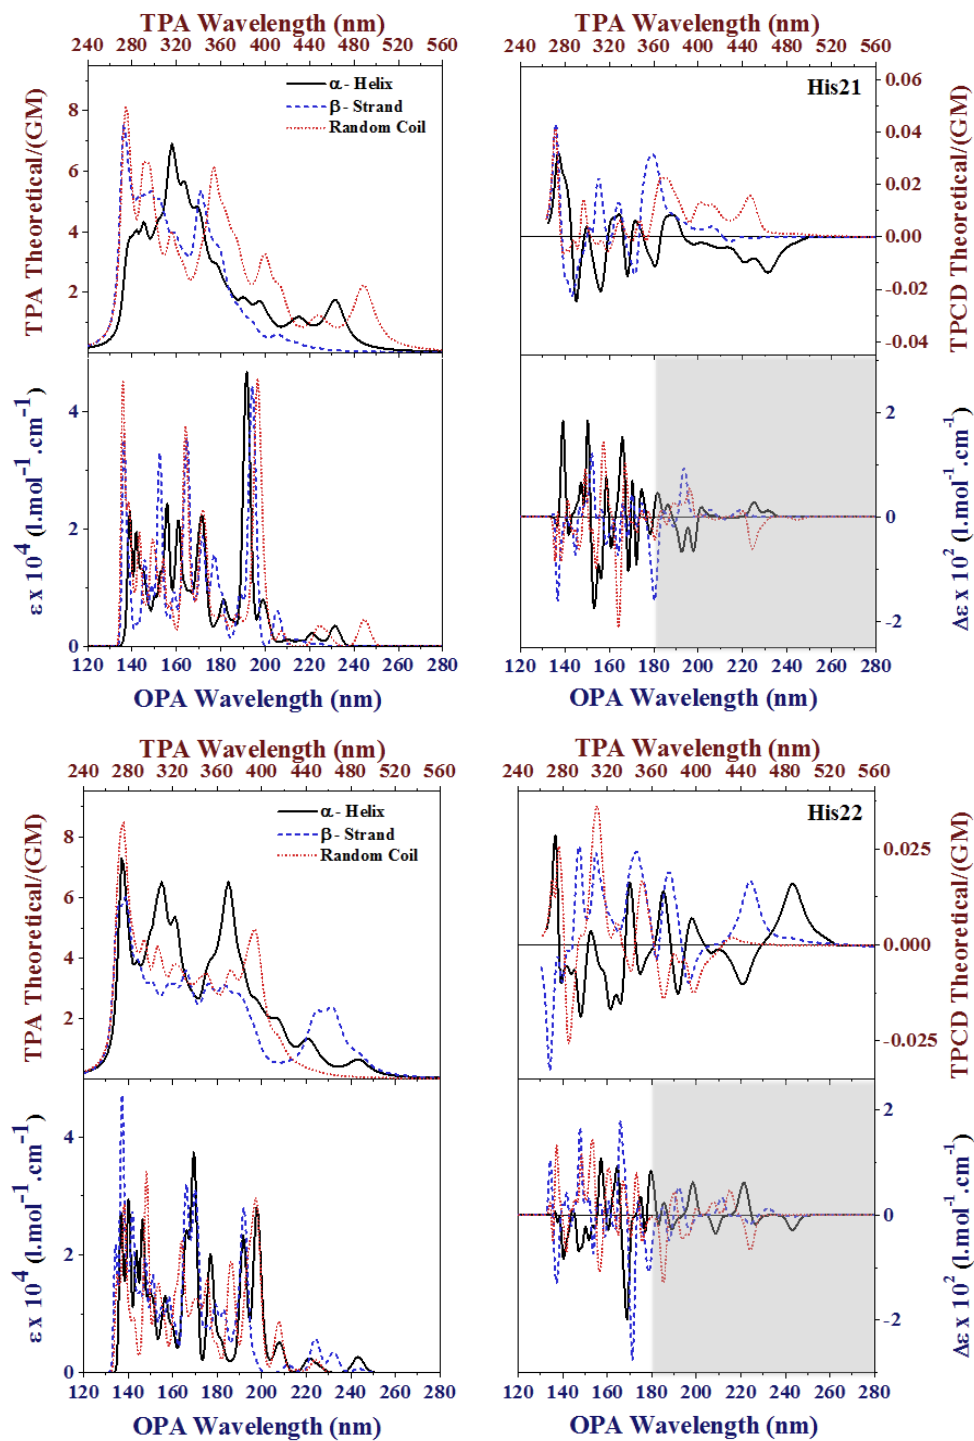 TPA Wavelength (nm)
240 280 320 360 400 440 480 520 560
TPA Theoretical/(GM)
8
6
4
2
α - Helix
β - Strand
Random Coil
ε x 10⁴ (l.mol⁻¹.cm⁻¹)
4
2
0
120 140 160 180 200 220 240 260 280
OPA Wavelength (nm)
TPA Wavelength (nm)
240 280 320 360 400 440 480 520 560
His21
0.06
0.04
0.02
0.00
-0.02
-0.04
TPCD Theoretical/(GM)
2
0
-2
Δε x 10² (l.mol⁻¹.cm⁻¹)
120 140 160 180 200 220 240 260 280
OPA Wavelength (nm)
TPA Wavelength (nm)
240 280 320 360 400 440 480 520 560
TPA Theoretical/(GM)
8
6
4
2
α - Helix
β - Strand
Random Coil
ε x 10⁴ (l.mol⁻¹.cm⁻¹)
4
2
0
120 140 160 180 200 220 240 260 280
OPA Wavelength (nm)
TPA Wavelength (nm)
240 280 320 360 400 440 480 520 560
His22
0.025
0.000
-0.025
TPCD Theoretical/(GM)
2
0
-2
Δε x 10² (l.mol⁻¹.cm⁻¹)
120 140 160 180 200 220 240 260 280
OPA Wavelength (nm)